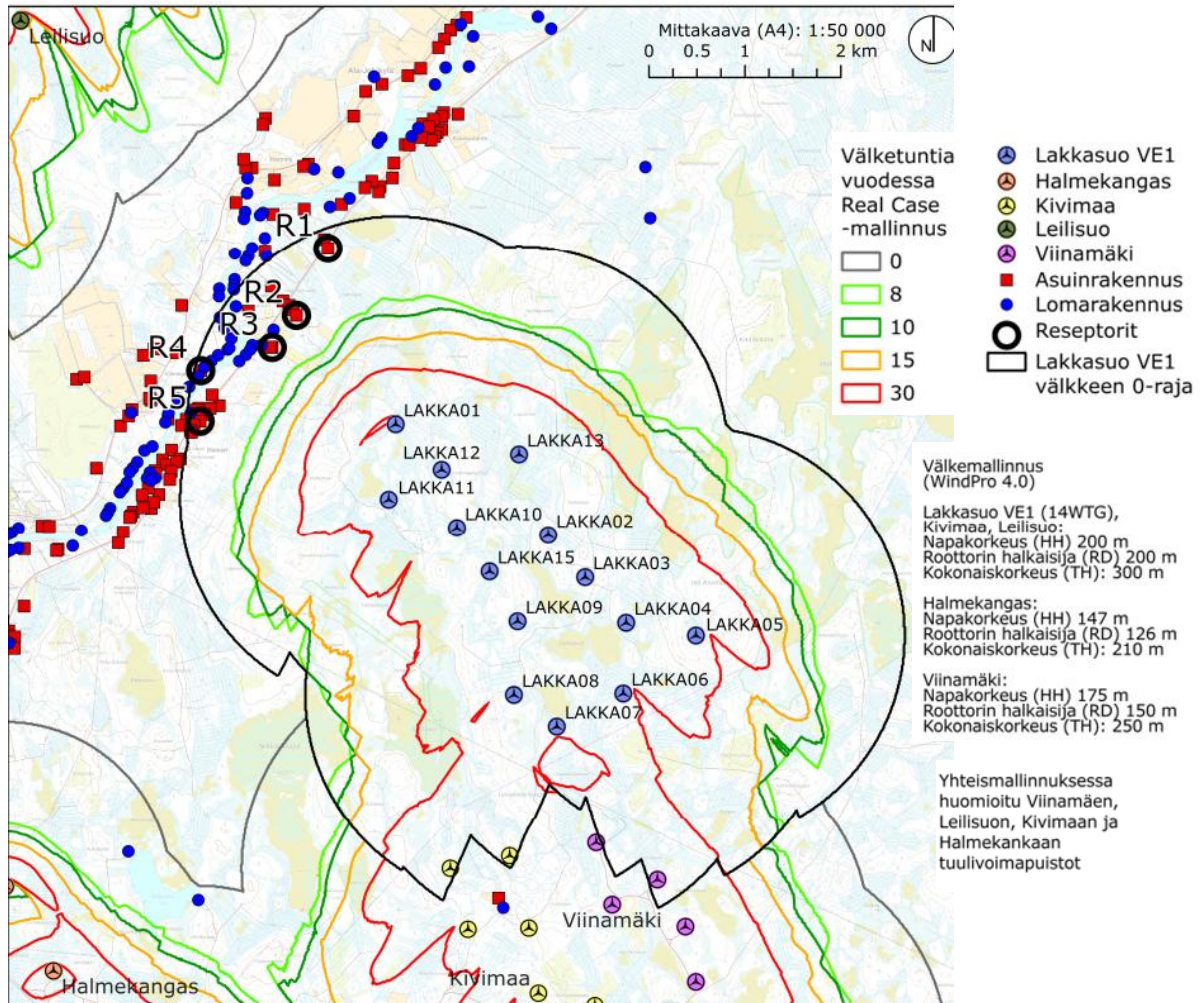 Leilisuo
Mittakaava (A4): 1:50 000
0 0.5 1 2 km
N
R1
R2
R3
R4
R5
LAKKA01
LAKKA13
LAKKA12
LAKKA11
LAKKA10
LAKKA02
LAKKA15
LAKKA03
LAKKA09
LAKKA04
LAKKA05
LAKKA08
LAKKA06
LAKKA07
Viinamäki
Kivimaa
Halmekangas
Välketuntia
vuodessa
Real Case
-mallinnus
0
8
10
15
30
Lakkasuo VE1
Halmekangas
Kivimaa
Leilisuo
Viinamäki
Asuinrakennus
Lomarakennus
Reseptorit
Lakkasuo VE1
välkkeen 0-raja
Välkemallinnus
(WindPro 4.0)
Lakkasuo VE1 (14WTG),
Kivimaa, Leilisuo:
Napakorkeus (HH) 200 m
Roottorin halkaisija (RD) 200 m
Kokonaiskorkeus (TH): 300 m
Halmekangas:
Napakorkeus (HH) 147 m
Roottorin halkaisija (RD) 126 m
Kokonaiskorkeus (TH): 210 m
Viinamäki:
Napakorkeus (HH) 175 m
Roottorin halkaisija (RD) 150 m
Kokonaiskorkeus (TH): 250 m
Yhteismallinnuksessa
huomioitu Viinamäen,
Leilisuon, Kivimaan ja
Halmekankaan
tuulivoimapuistot